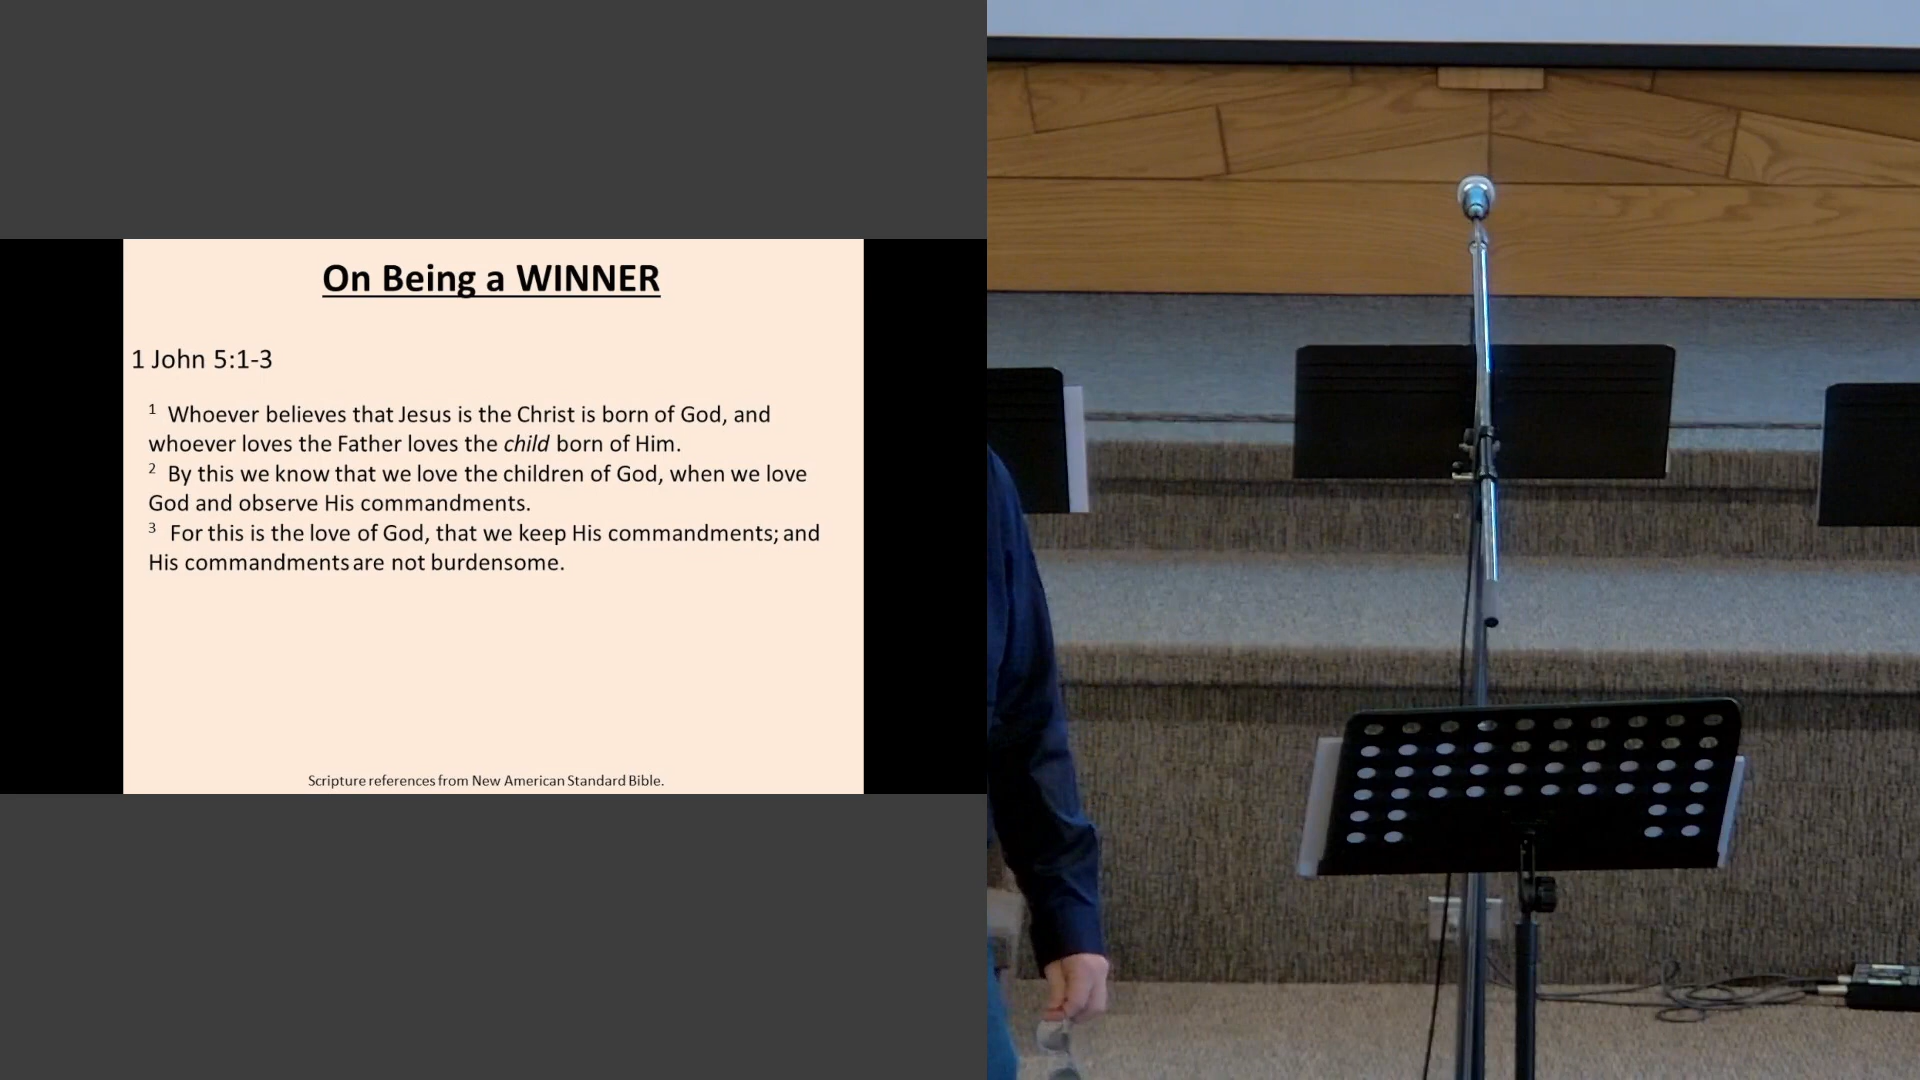 On Being a WINNER
1 John 5:1-3
1 Whoever believes that Jesus is the Christ is born of God, and
whoever loves the Father loves the child born of Him.
2 By this we know that we love the children of God, when we love
God and observe His commandments.
3 For this is the love of God, that we keep His commandments; and
His commandments are not burdensome.
Scripture references from New American Standard Bible.